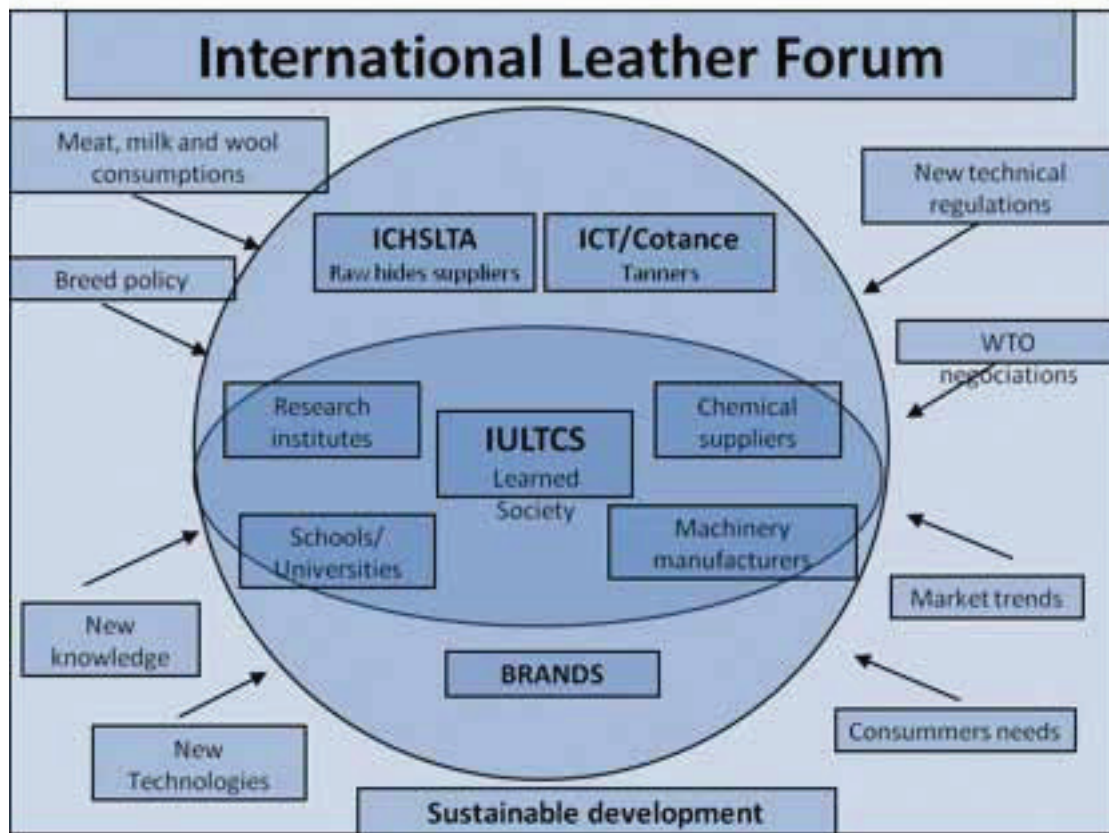 International Leather Forum
Meat, milk and wool
consumptions
New technical
regulations
ICHSLTA
Raw hides suppliers
ICT/Cotance
Tanners
Breed policy
WTO
negociations
Research
institutes
IULTCS
Learned
Society
Chemical
suppliers
Schools/
Universities
Machinery
manufacturers
New
knowledge
Market trends
BRANDS
New
Technologies
Consummers needs
Sustainable development